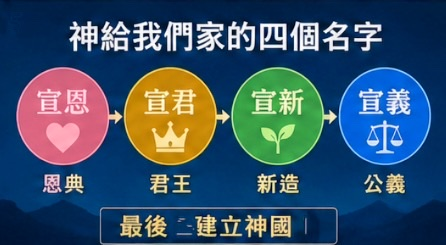 神給我們家的四個名字
宣恩 宣君 宣新 宣義
恩典 君王 新造 公義
最後 建立神國